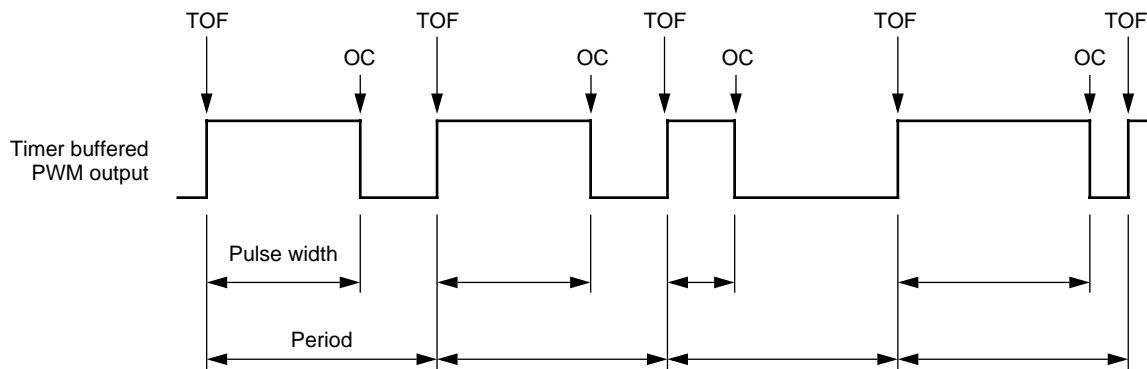 TOF TOF TOF TOF TOF
OC OC OC OC
Timer buffered
PWM output
Pulse width
Period